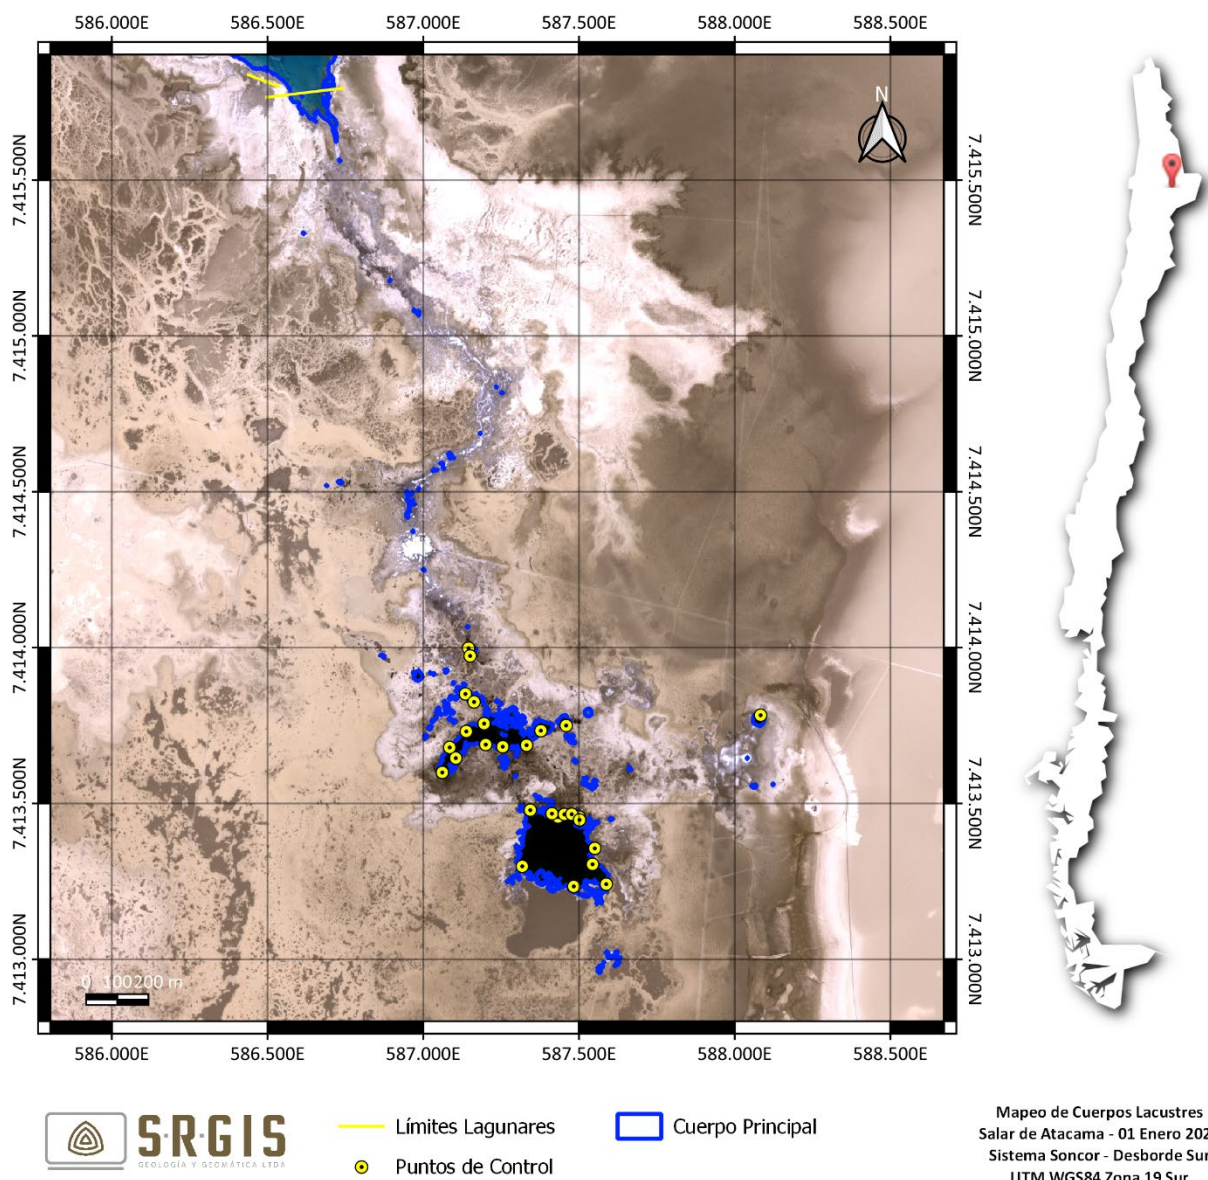 586.000E 586.500E 587.000E 587.500E 588.000E 588.500E
N
7.415.500N 7.415.500N
7.415.000N 7.415.000N
7.414.500N 7.414.500N
7.414.000N 7.414.000N
7.413.500N 7.413.500N
7.413.000N 7.413.000N
0 100200 m
586.000E 586.500E 587.000E 587.500E 588.000E 588.500E
S·R·GIS
GEOLOGÍA Y GEOMÁTICA LTDA
Límites Lagunares
Puntos de Control
Cuerpo Principal
Mapeo de Cuerpos Lacustres
Salar de Atacama - 01 Enero 202
Sistema Soncor - Desborde Sur
UTM WGS84 Zona 19 Sur